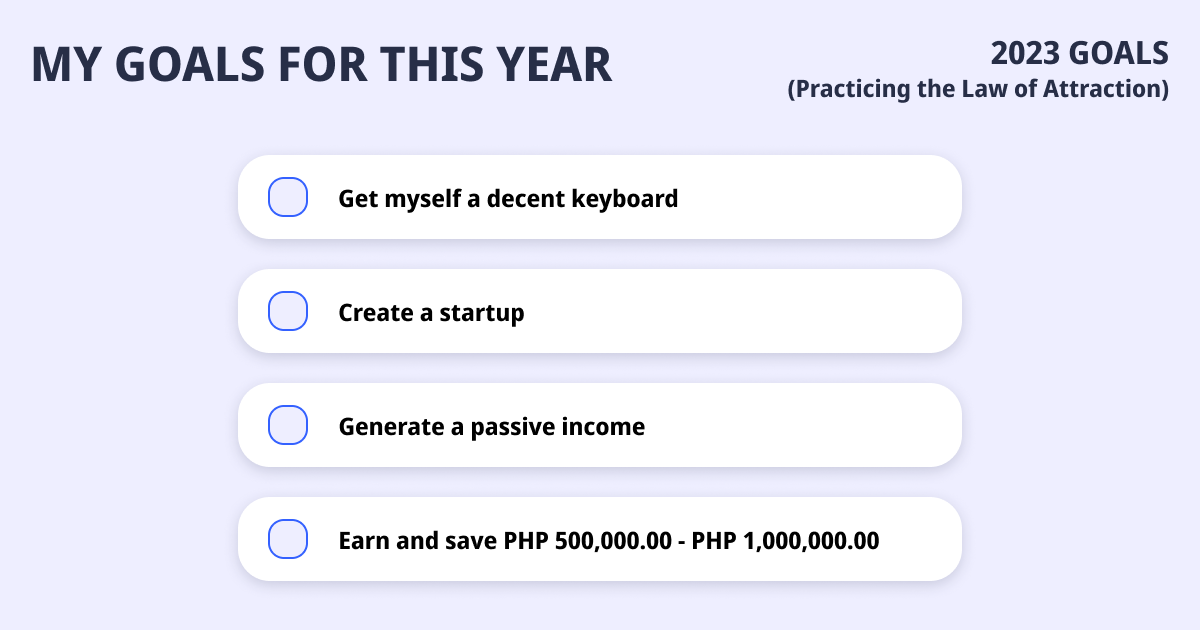 MY GOALS FOR THIS YEAR
2023 GOALS
(Practicing the Law of Attraction)
Get myself a decent keyboard
Create a startup
Generate a passive income
Earn and save PHP 500,000.00 - PHP 1,000,000.00